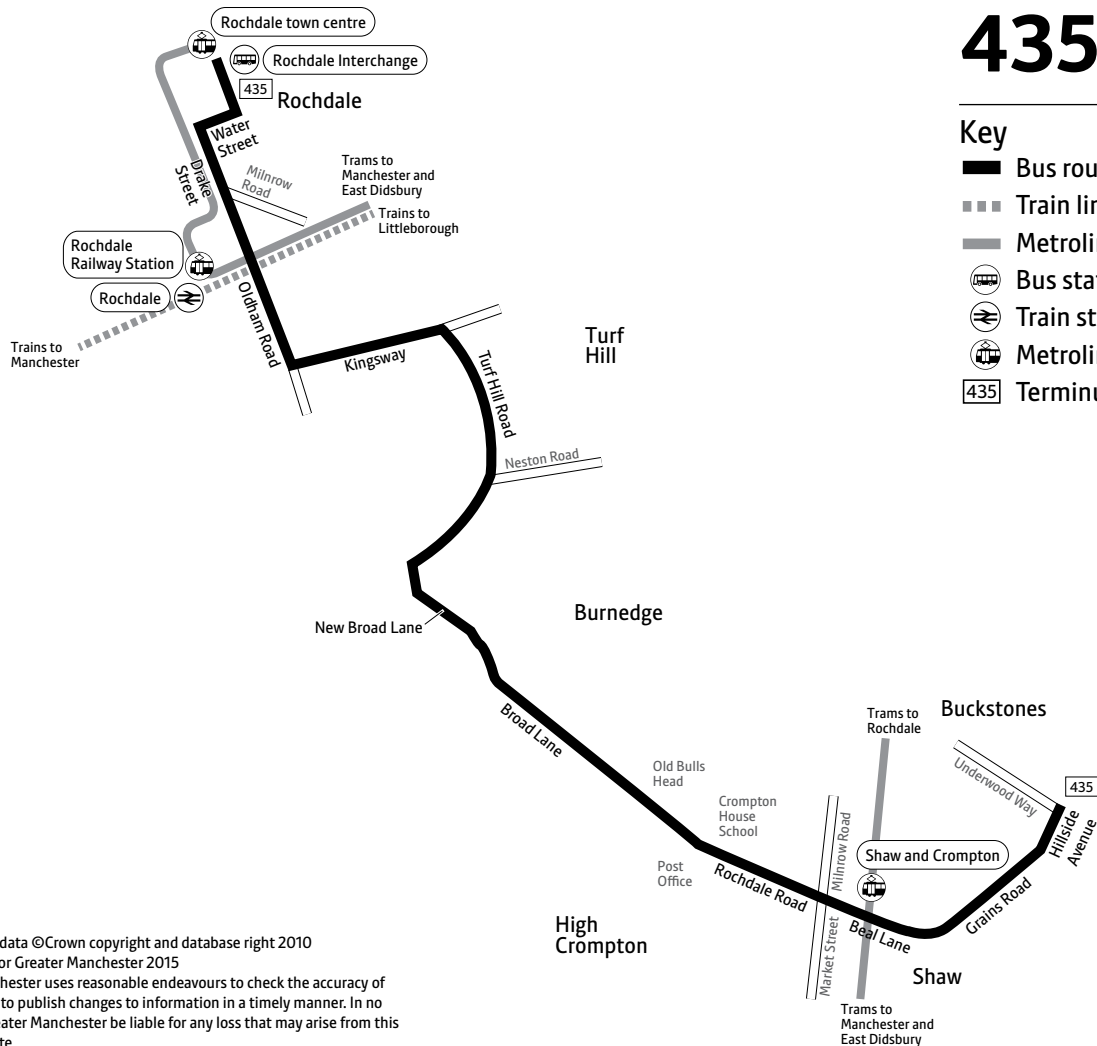 435
Key
Bus rou
Train lin
Metrolin
Bus stat
Train st
Metrolin
435 Terminu
Rochdale town centre
Rochdale Interchange
435
Rochdale
Water
Street
Drake
Street
Milnrow
Road
Trams to
Manchester and
East Didsbury
Trains to
Littleborough
Rochdale
Railway Station
Rochdale
Trains to
Manchester
Oldham Road
Kingsway
Turf
Hill
Turf Hill Road
Neston Road
New Broad Lane
Burnedge
Broad Lane
Trams to
Rochdale
Buckstones
Underwood Way
435
Hillside
Avenue
Old Bulls
Head
Crompton
House
School
Post
Office
Rochdale Road
Milnrow Road
Market Street
Shaw and Crompton
Beal Lane
Grains Road
High
Crompton
Shaw
Trams to
Manchester and
East Didsbury
data ©Crown copyright and database right 2010
or Greater Manchester 2015
hester uses reasonable endeavours to check the accuracy of
to publish changes to information in a timely manner. In no
eater Manchester be liable for any loss that may arise from this
te